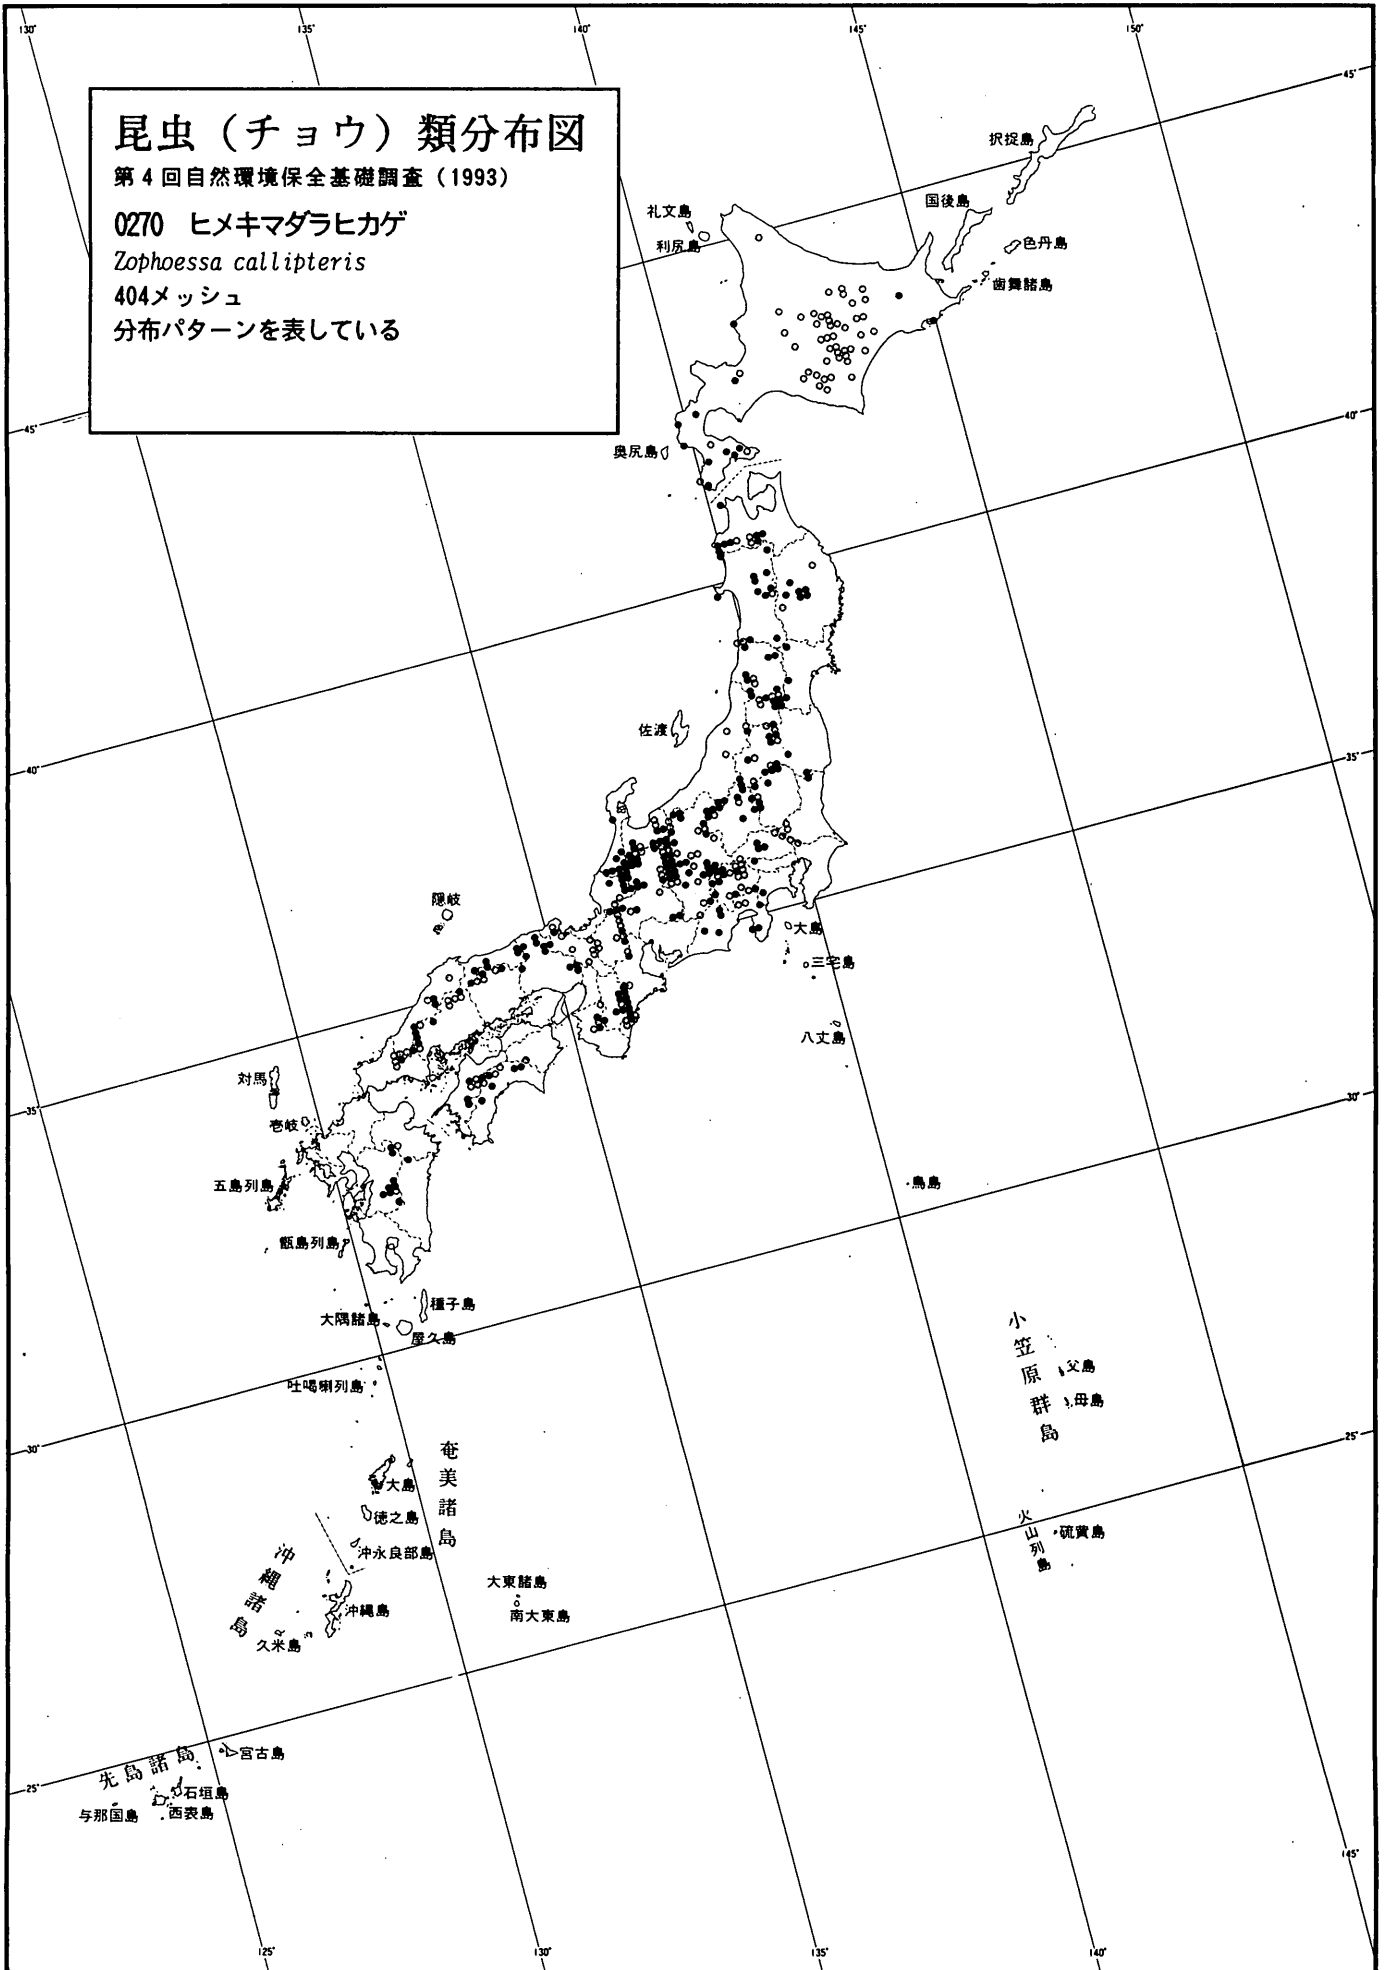 130°
135°
140°
145°
150°
45°
昆虫（チョウ）類分布図
第4回自然環境保全基礎調査（1993）
0270 ヒメキマダラヒカゲ
Zophoessa callipteris
404メッシュ
分布パターンを表している
択捉島
国後島
色丹島
歯舞諸島
礼文島
利尻島
45°
40°
奥尻島
佐渡
40°
35°
隠岐
大島
三宅島
八丈島
対馬
35°
壱岐
30°
五島列島
鳥島
甑島列島
種子島
大隅諸島
屋久島
吐噶喇列島
小笠原群島
父島
母島
30°
25°
奄美諸島
大島
徳之島
沖永良部島
沖縄諸島
沖縄島
久米島
大東諸島
南大東島
火山列島
硫黄島
先島諸島
宮古島
25°
石垣島
与那国島
西表島
145°
125°
130°
135°
140°